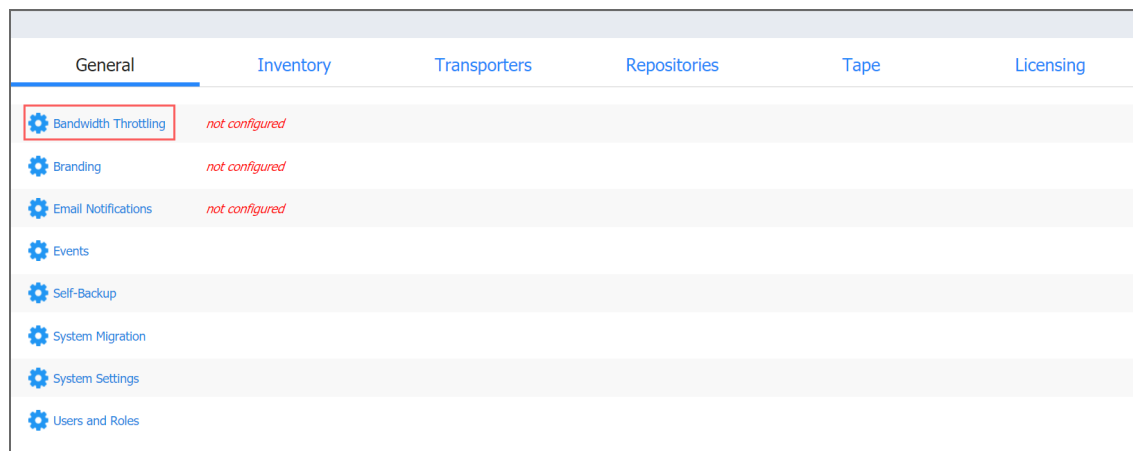 General Inventory Transporters Repositories Tape Licensing
Bandwidth Throttling not configured
Branding not configured
Email Notifications not configured
Events
Self-Backup
System Migration
System Settings
Users and Roles